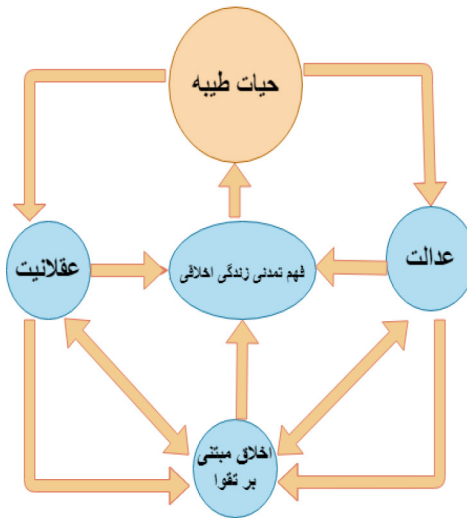 حیات طیبه
عدالت
فهم تمدنی زندگی اخلاقی
عقلانیت
اخلاق مبتنی
بر تقوا